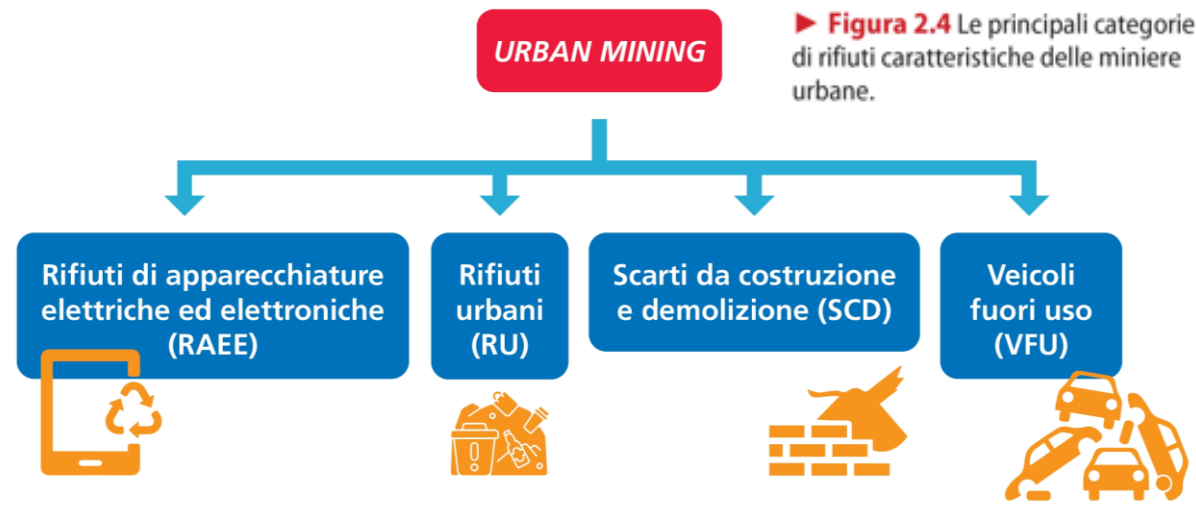 URBAN MINING
▶ Figura 2.4 Le principali categorie
di rifiuti caratteristiche delle miniere
urbane.
Rifiuti di apparecchiature
elettriche ed elettroniche
(RAEE)
Rifiuti
urbani
(RU)
Scarti da costruzione
e demolizione (SCD)
Veicoli
fuori uso
(VFU)